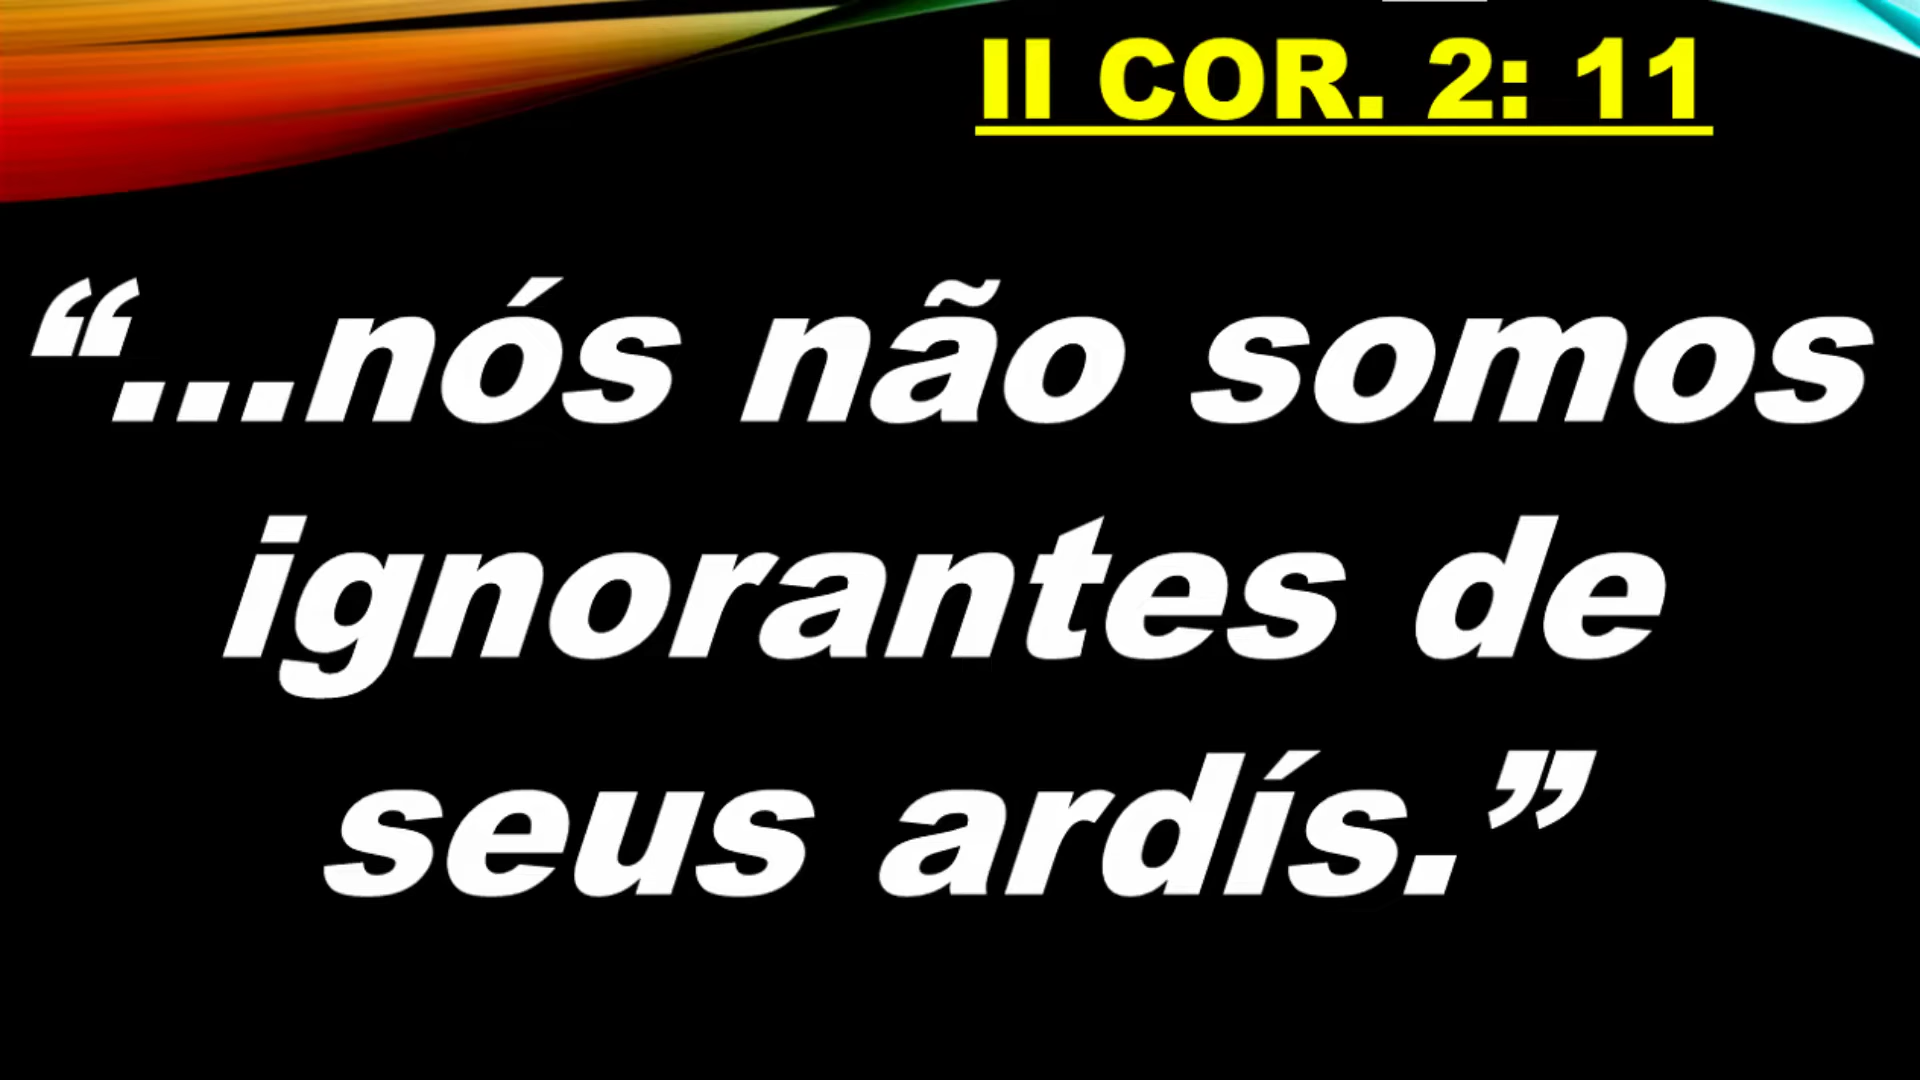 II COR. 2: 11
“...nós não somos
ignorantes de
seus ardís.”